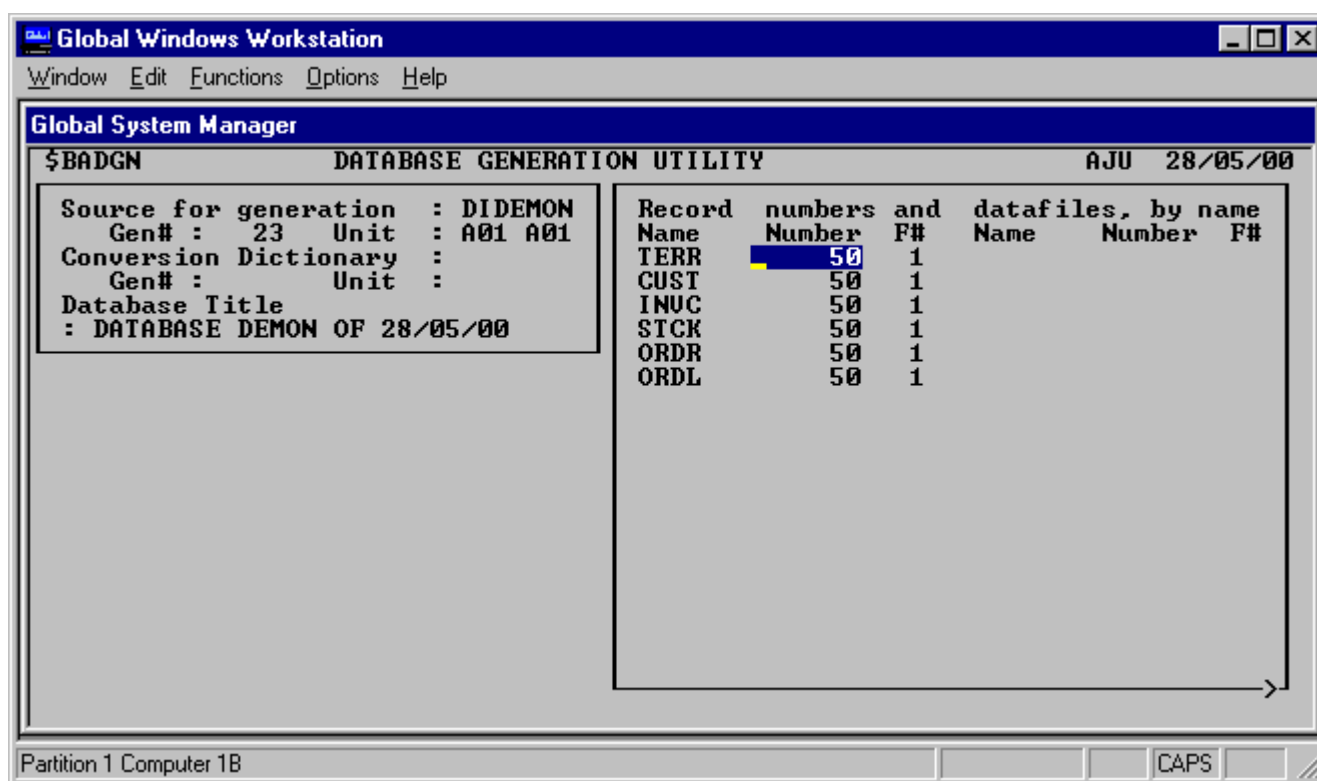 Global Windows Workstation
Window Edit Functions Options Help
Global System Manager
$BADGN DATABASE GENERATION UTILITY AJU 28/05/00
Source for generation : DIDEMON
Gen# : 23 Unit : A01 A01
Conversion Dictionary :
Gen# : Unit :
Database Title
: DATABASE DEMON OF 28/05/00
Record numbers and datafiles, by name
Name Number F# Name Number F#
TERR 50 1
CUST 50 1
INVC 50 1
STCK 50 1
ORDR 50 1
ORDL 50 1
>
Partition 1 Computer 1B CAPS